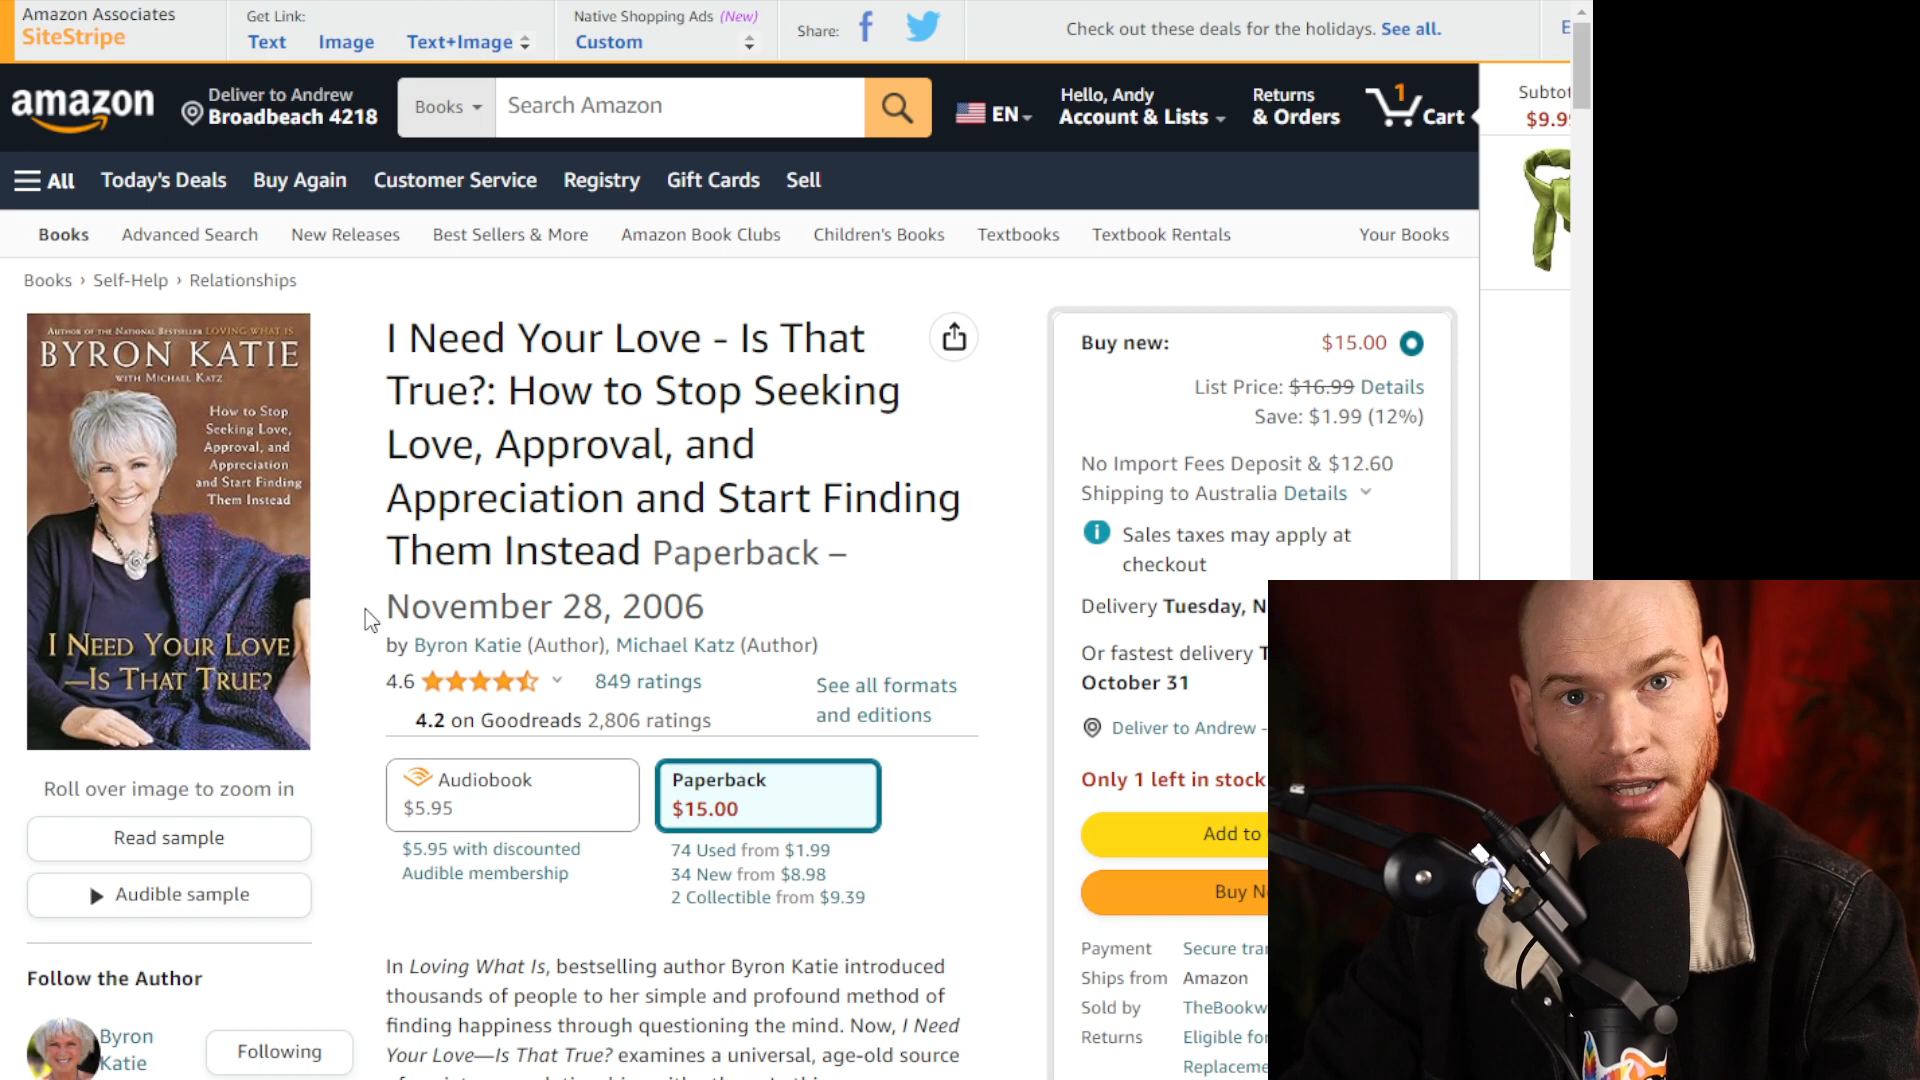 Amazon Associates
SiteStripe
Get Link:
Text Image Text+Image
Native Shopping Ads (New)
Custom
Share:
Check out these deals for the holidays. See all.
amazon
Deliver to Andrew
Broadbeach 4218
Books
Search Amazon
EN
Hello, Andy
Account & Lists
Returns
& Orders
1
Cart
$9.9
All Today's Deals Buy Again Customer Service Registry Gift Cards Sell
Books Advanced Search New Releases Best Sellers & More Amazon Book Clubs Children's Books Textbooks Textbook Rentals Your Books
Books › Self-Help › Relationships
AUTHOR OF THE NATIONAL BESTSELLER LOVING WHAT IS
BYRON KATIE
WITH MICHAEL KATZ
How to Stop
Seeking Love,
Approval, and
Appreciation
and Start Finding
Them Instead
I NEED YOUR LOVE
—IS THAT TRUE?
Roll over image to zoom in
Read sample
Audible sample
Follow the Author
Byron
Katie
Following
I Need Your Love - Is That
True?: How to Stop Seeking
Love, Approval, and
Appreciation and Start Finding
Them Instead Paperback –
November 28, 2006
by Byron Katie (Author), Michael Katz (Author)
4.6 849 ratings
4.2 on Goodreads 2,806 ratings
See all formats
and editions
Audiobook
$5.95
$5.95 with discounted
Audible membership
Paperback
$15.00
74 Used from $1.99
34 New from $8.98
2 Collectible from $9.39
In Loving What Is, bestselling author Byron Katie introduced
thousands of people to her simple and profound method of
finding happiness through questioning the mind. Now, I Need
Your Love—Is That True? examines a universal, age-old source
Buy new: $15.00
List Price: $16.99 Details
Save: $1.99 (12%)
No Import Fees Deposit & $12.60
Shipping to Australia Details
Sales taxes may apply at
checkout
Delivery Tuesday, N
Or fastest delivery T
October 31
Deliver to Andrew -
Only 1 left in stock
Add to
Buy N
Payment Secure tra
Ships from Amazon
Sold by TheBookw
Returns Eligible fo
Replaceme